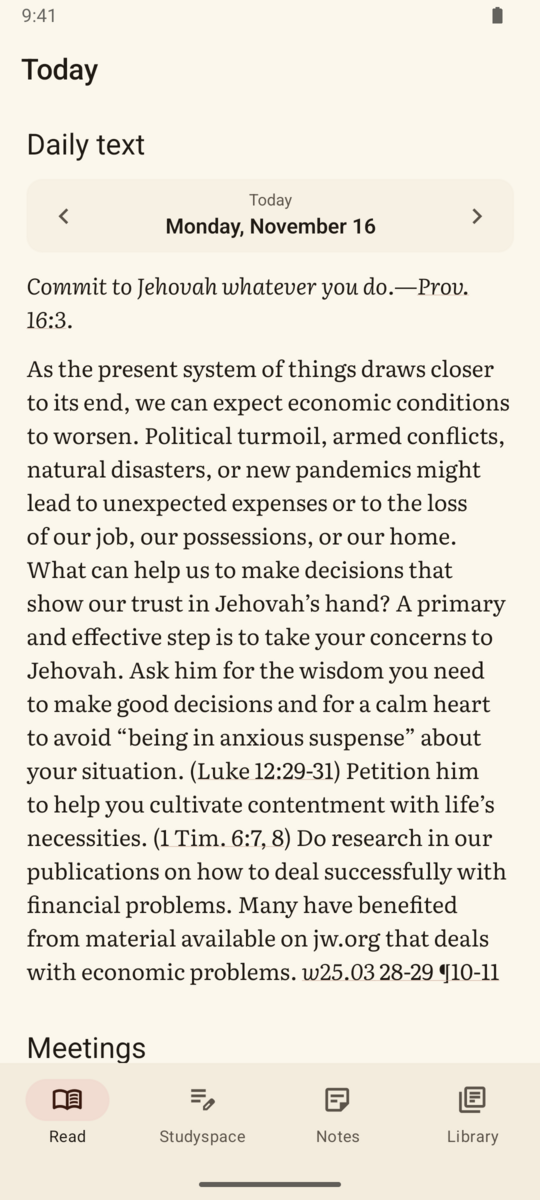 9:41
Today
Daily text
Today
Monday, November 16
Commit to Jehovah whatever you do.—Prov.
16:3.
As the present system of things draws closer
to its end, we can expect economic conditions
to worsen. Political turmoil, armed conflicts,
natural disasters, or new pandemics might
lead to unexpected expenses or to the loss
of our job, our possessions, or our home.
What can help us to make decisions that
show our trust in Jehovah’s hand? A primary
and effective step is to take your concerns to
Jehovah. Ask him for the wisdom you need
to make good decisions and for a calm heart
to avoid “being in anxious suspense” about
your situation. (Luke 12:29-31) Petition him
to help you cultivate contentment with life’s
necessities. (1 Tim. 6:7, 8) Do research in our
publications on how to deal successfully with
financial problems. Many have benefited
from material available on jw.org that deals
with economic problems. w25.03 28-29 ¶10-11
Meetings
Read
Studyspace
Notes
Library